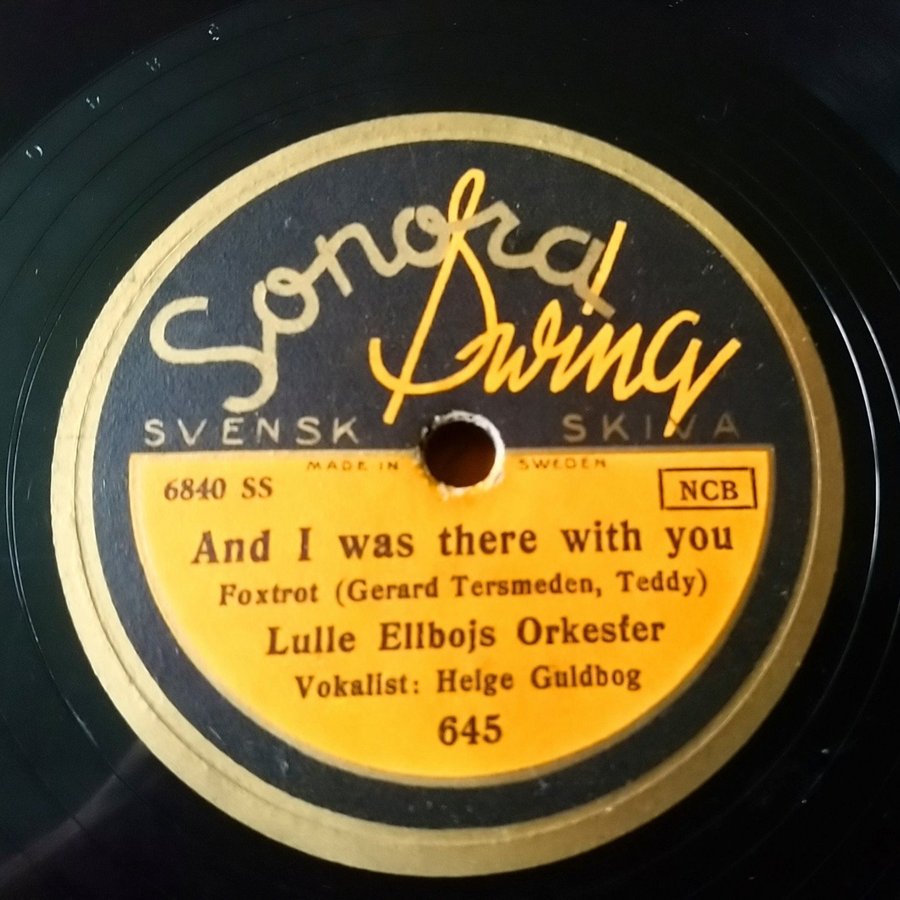 Sonora
Swing
SVENSK SKIVA
MADE IN SWEDEN
6840 SS NCB
And I was there with you
Foxtrot (Gerard Tersmeden, Teddy)
Lulle Ellbojs Orkester
Vokalist: Helge Guldbog
645